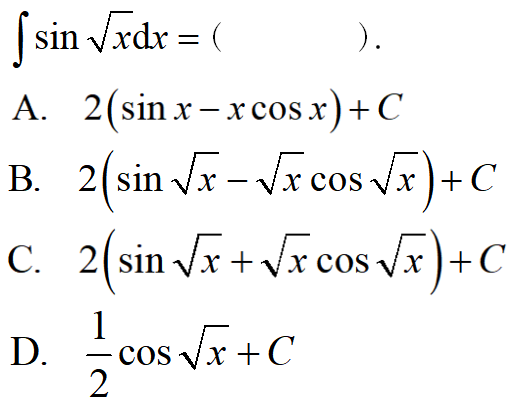 ∫ sin √x dx = (        ).
A.  2(sin x − x cos x) + C
B.  2(sin √x − √x cos √x) + C
C.  2(sin √x + √x cos √x) + C
D.  1/2 cos √x + C